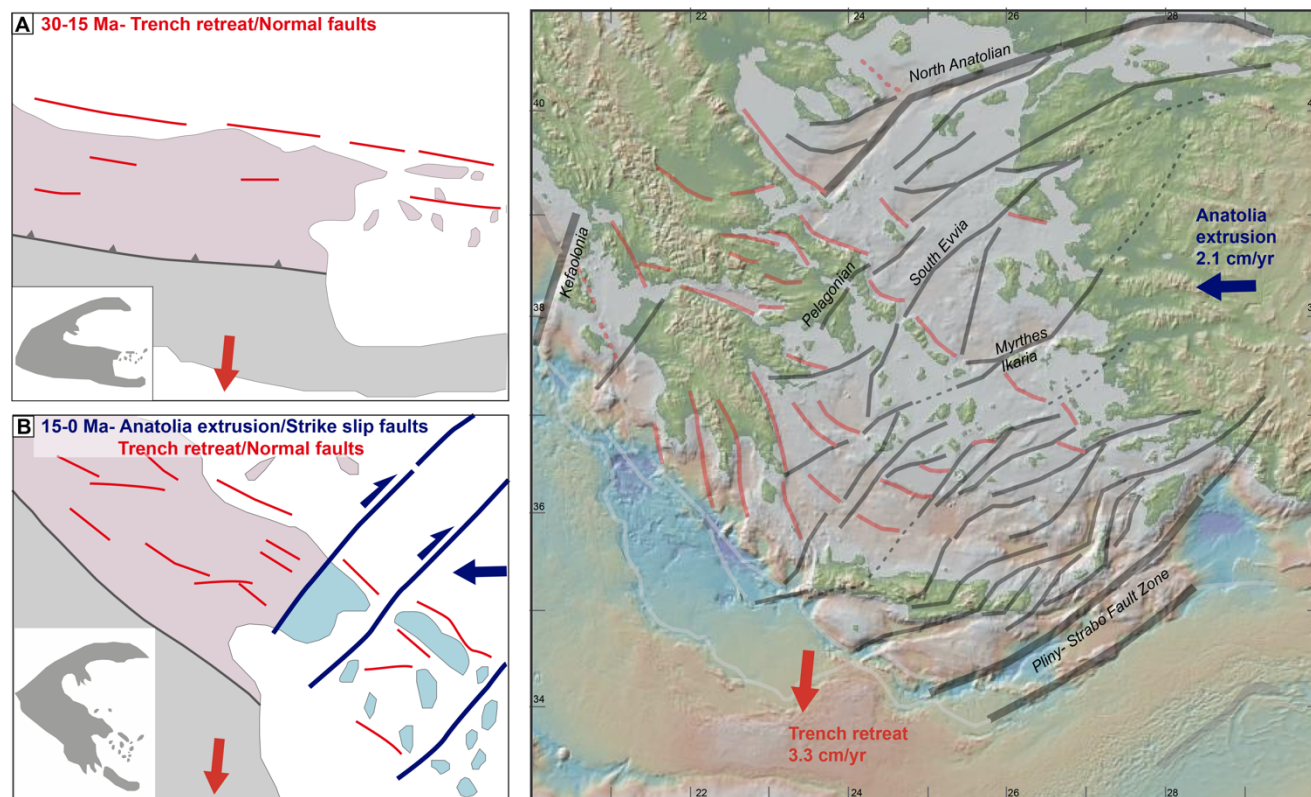 A 30-15 Ma- Trench retreat/Normal faults
B 15-0 Ma- Anatolia extrusion/Strike slip faults
Trench retreat/Normal faults
22
24
26
28
40
38
36
34
North Anatolian
Kefaolonia
Pelagonian
South Evvia
Myrthes
Ikaria
Anatolia
extrusion
2.1 cm/yr
Pliny- Strabo Fault Zone
Trench retreat
3.3 cm/yr
22
24
26
28